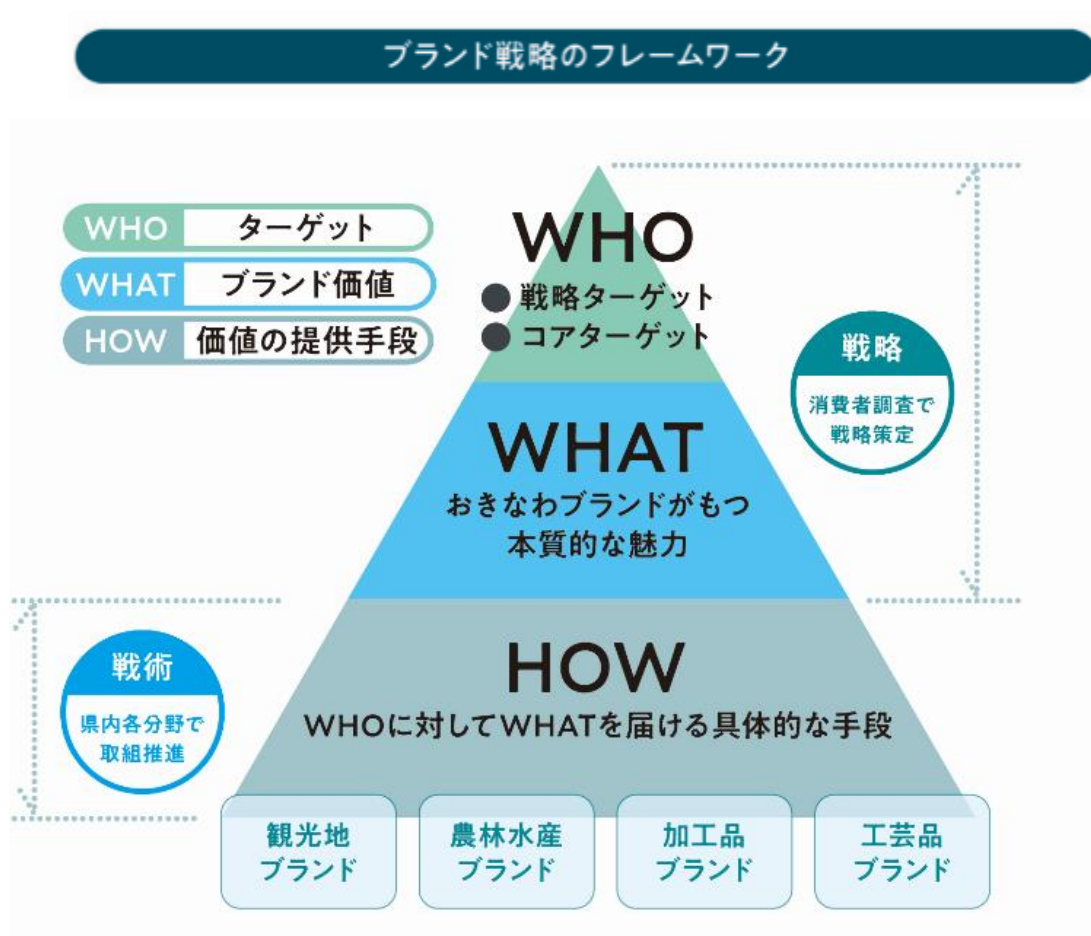 ブランド戦略のフレームワーク
WHO ターゲット
WHAT ブランド価値
HOW 価値の提供手段
WHO
● 戦略ターゲット
● コアターゲット
戦略
消費者調査で
戦略策定
WHAT
おきなわブランドがもつ
本質的な魅力
戦術
県内各分野で
取組推進
HOW
WHOに対してWHATを届ける具体的な手段
観光地
ブランド
農林水産
ブランド
加工品
ブランド
工芸品
ブランド